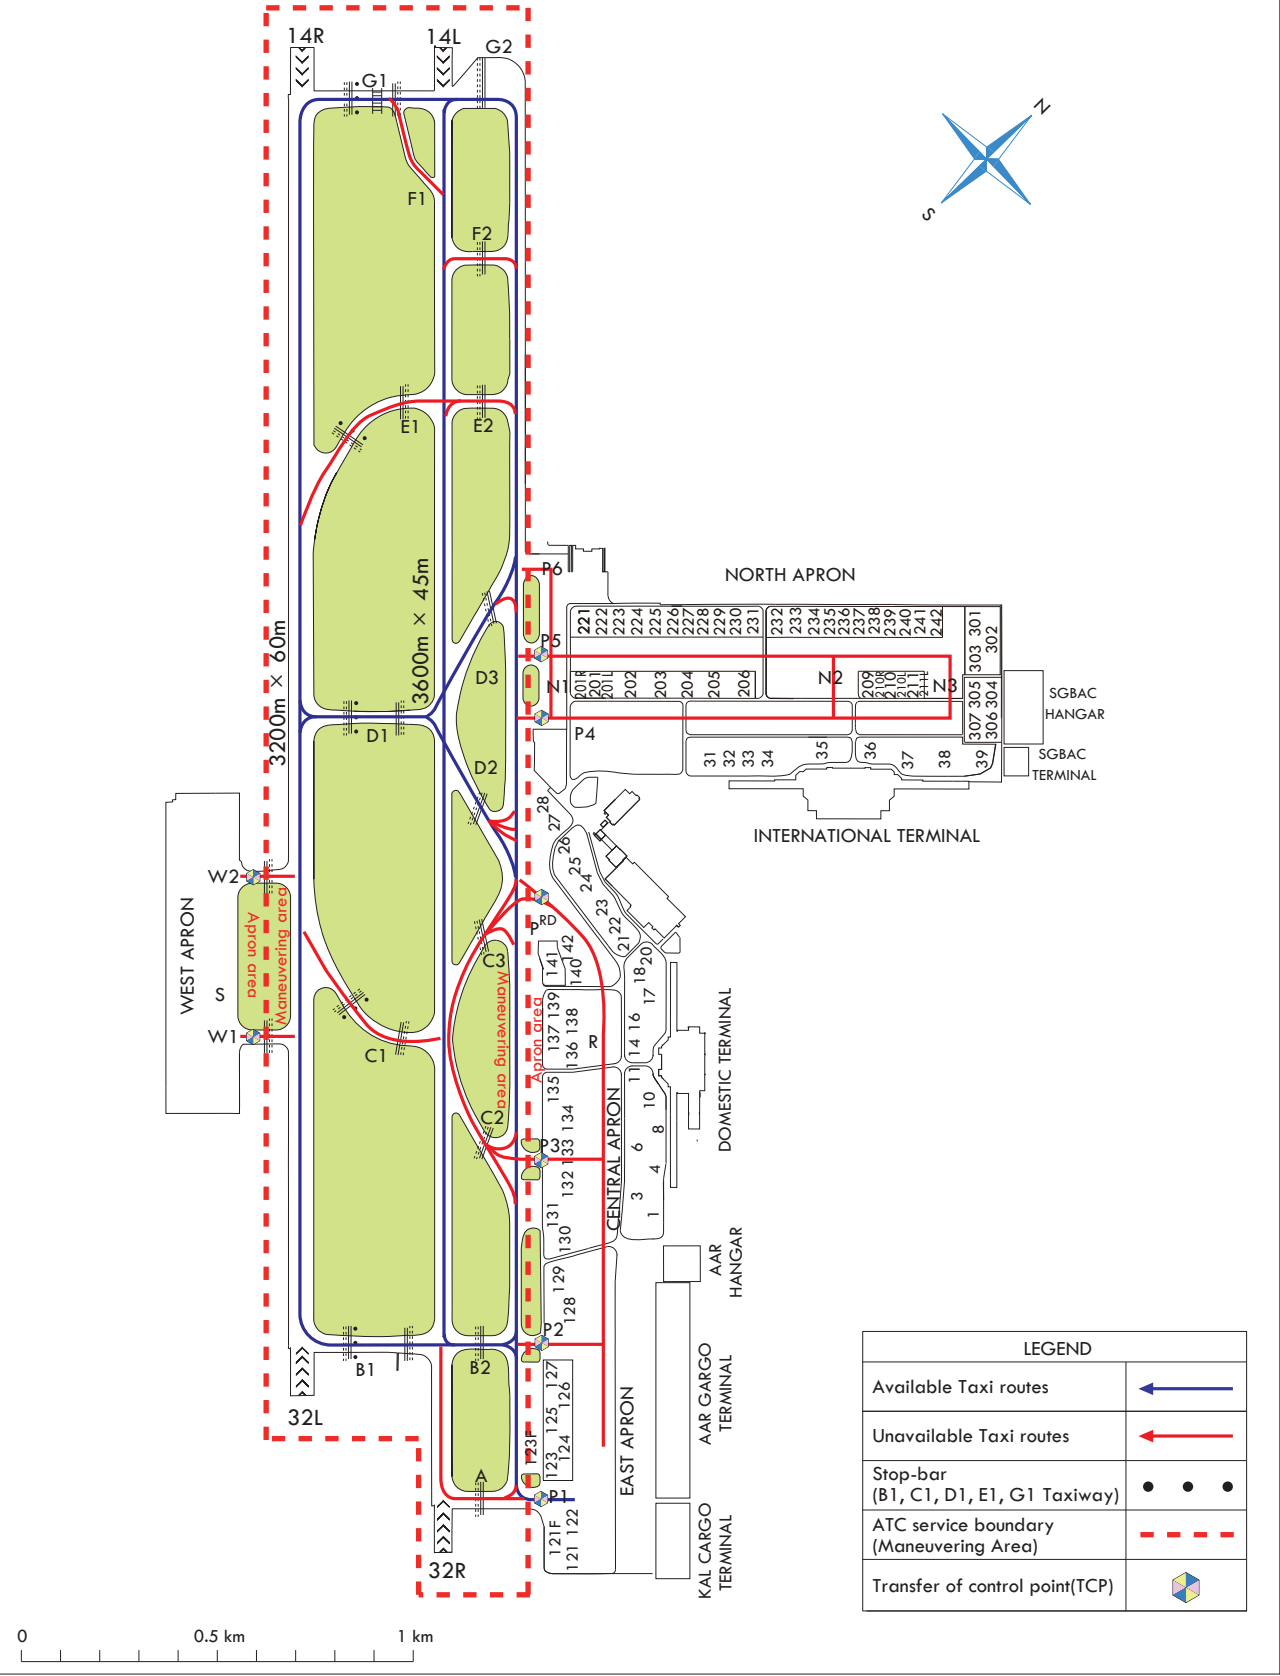 14R
14L
G2
G1
N
S
F1
F2
E1
E2
3200m × 60m
3600m × 45m
P6
NORTH APRON
221
222
223
224
225
226
227
228
229
230
231
232
233
234
235
236
237
238
239
240
241
242
301
302
303
P5
D3
N1
201R
201
201L
202
203
204
205
206
N2
209
210R
210
210L
211
211L
N3
305
304
307
306
SGBAC
HANGAR
D1
P4
31
32
33
34
35
36
37
38
39
SGBAC
TERMINAL
D2
INTERNATIONAL TERMINAL
28
27
26
25
24
23
22
21
W2
Apron area
Maneuvering area
WEST APRON
S
W1
PRD
C3
142
141
140
20
18
17
Maneuvering area
Apron area
139
137
138
136
R
16
14
DOMESTIC TERMINAL
C1
11
135
134
10
8
C2
P3
133
132
6
4
3
1
CENTRAL APRON
131
130
129
128
AAR
HANGAR
P2
B1
B2
127
126
125
124
123
123F
EAST APRON
AAR GARGO
TERMINAL
32L
A
P1
122
121F
121
KAL CARGO
TERMINAL
32R
LEGEND
Available Taxi routes
Unavailable Taxi routes
Stop-bar
(B1, C1, D1, E1, G1 Taxiway)
ATC service boundary
(Maneuvering Area)
Transfer of control point(TCP)
0
0.5 km
1 km